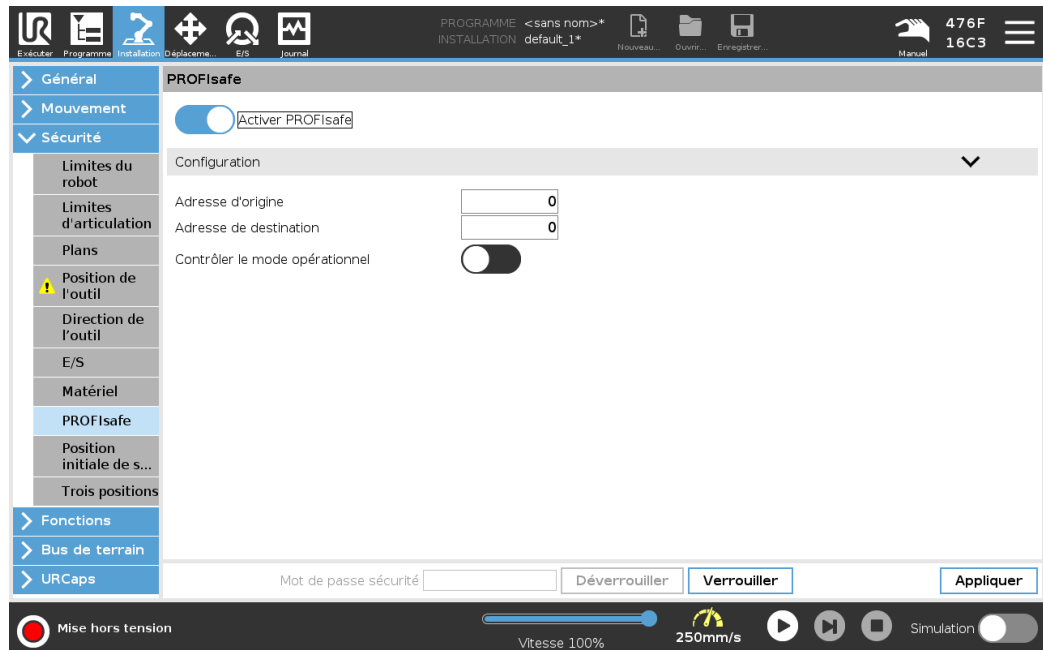 UR
PROGRAMME <sans nom>*
INSTALLATION default_1*
Exécuter Programme Installation Déplaceme... E/S Journal
Nouveau... Ouvrir... Enregistrer...
Manuel
476F
16C3
Général
Mouvement
Sécurité
Limites du
robot
Limites
d'articulation
Plans
Position de
l'outil
Direction de
l’outil
E/S
Matériel
PROFIsafe
Position
initiale de s...
Trois positions
Fonctions
Bus de terrain
URCaps
PROFIsafe
Activer PROFIsafe
Configuration
Adresse d'origine 0
Adresse de destination 0
Contrôler le mode opérationnel
Mot de passe sécurité Déverrouiller Verrouiller Appliquer
Mise hors tension
Vitesse 100%
250mm/s
Simulation